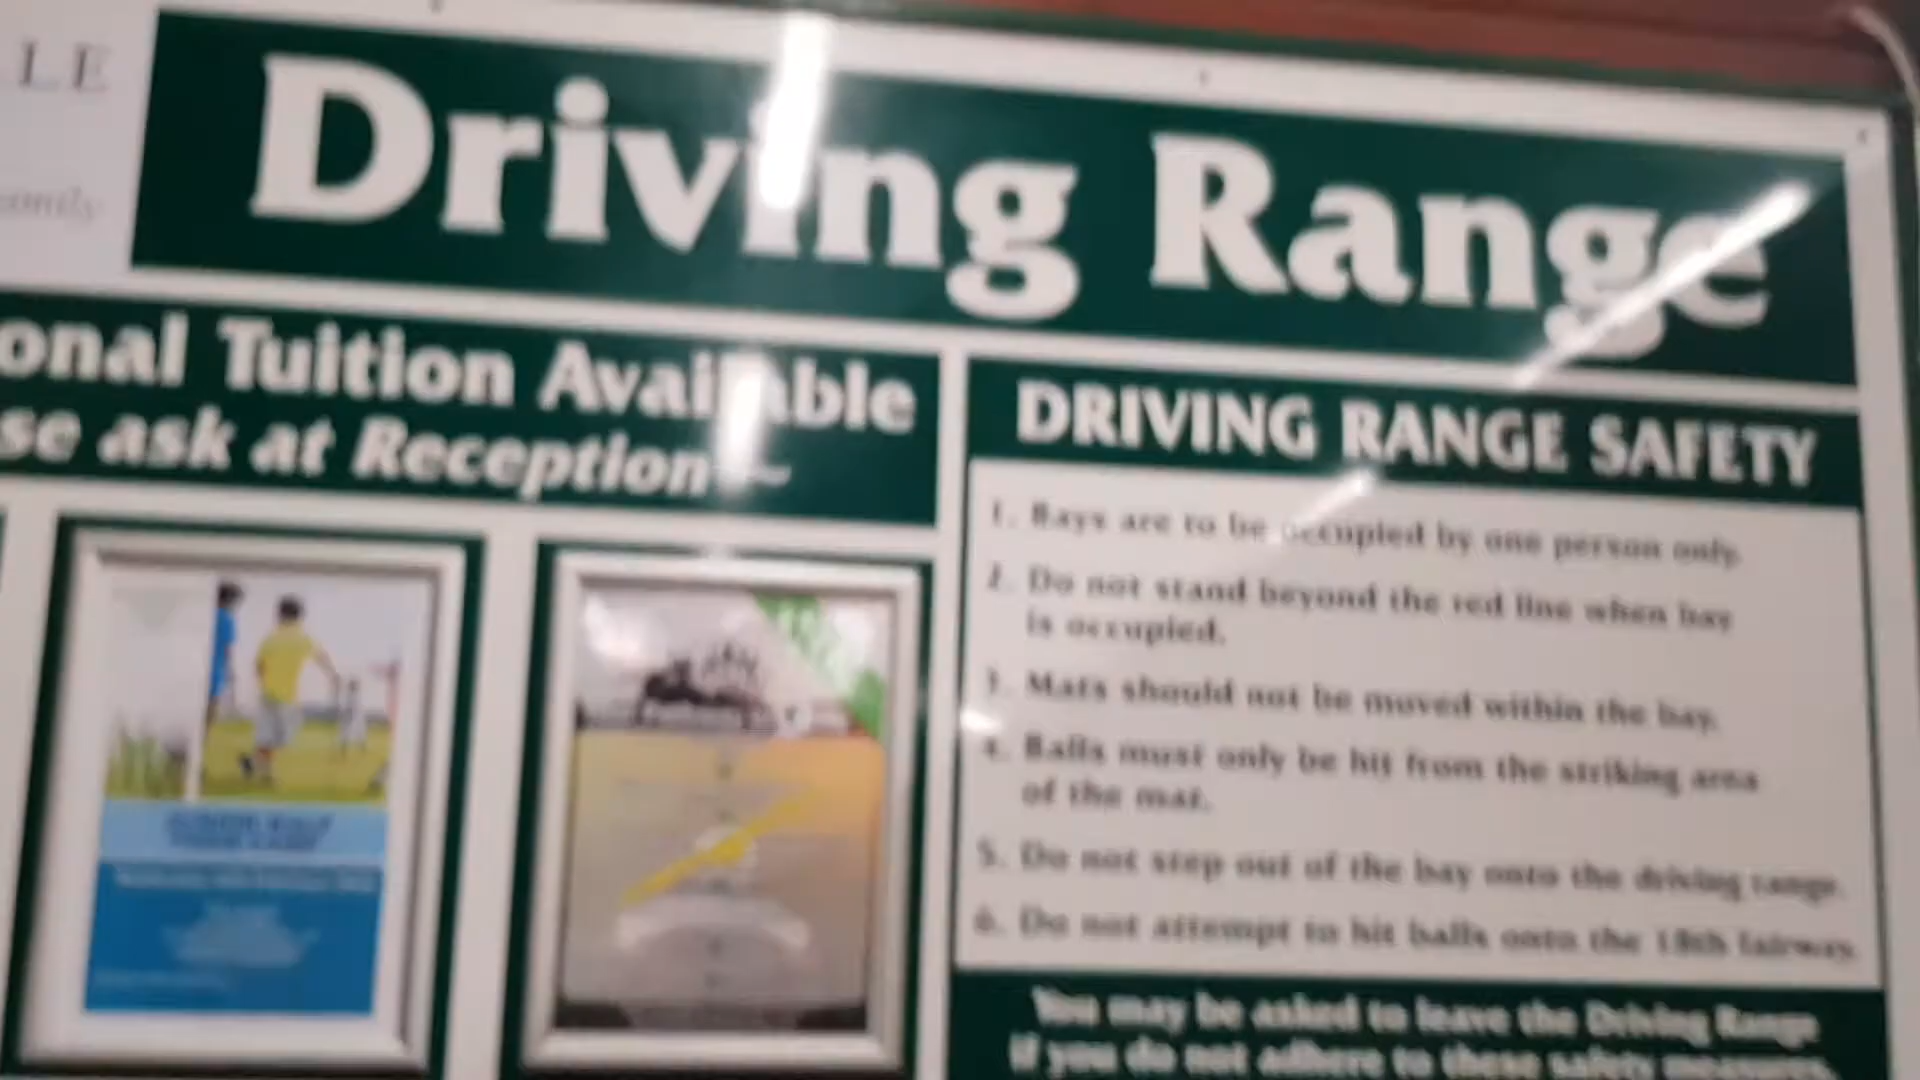 LE
Driving Range
onal Tuition Available
se ask at Reception ~
DRIVING RANGE SAFETY
1. Bays are to be occupied by one person only.
2. Do not stand beyond the red line when bay
is occupied.
3. Mats should not be moved within the bay.
4. Balls must only be hit from the striking area
of the mat.
5. Do not step out of the bay onto the driving range.
6. Do not attempt to hit balls onto the 18th fairway.
You may be asked to leave the Driving Range
if you do not adhere to these safety measures.